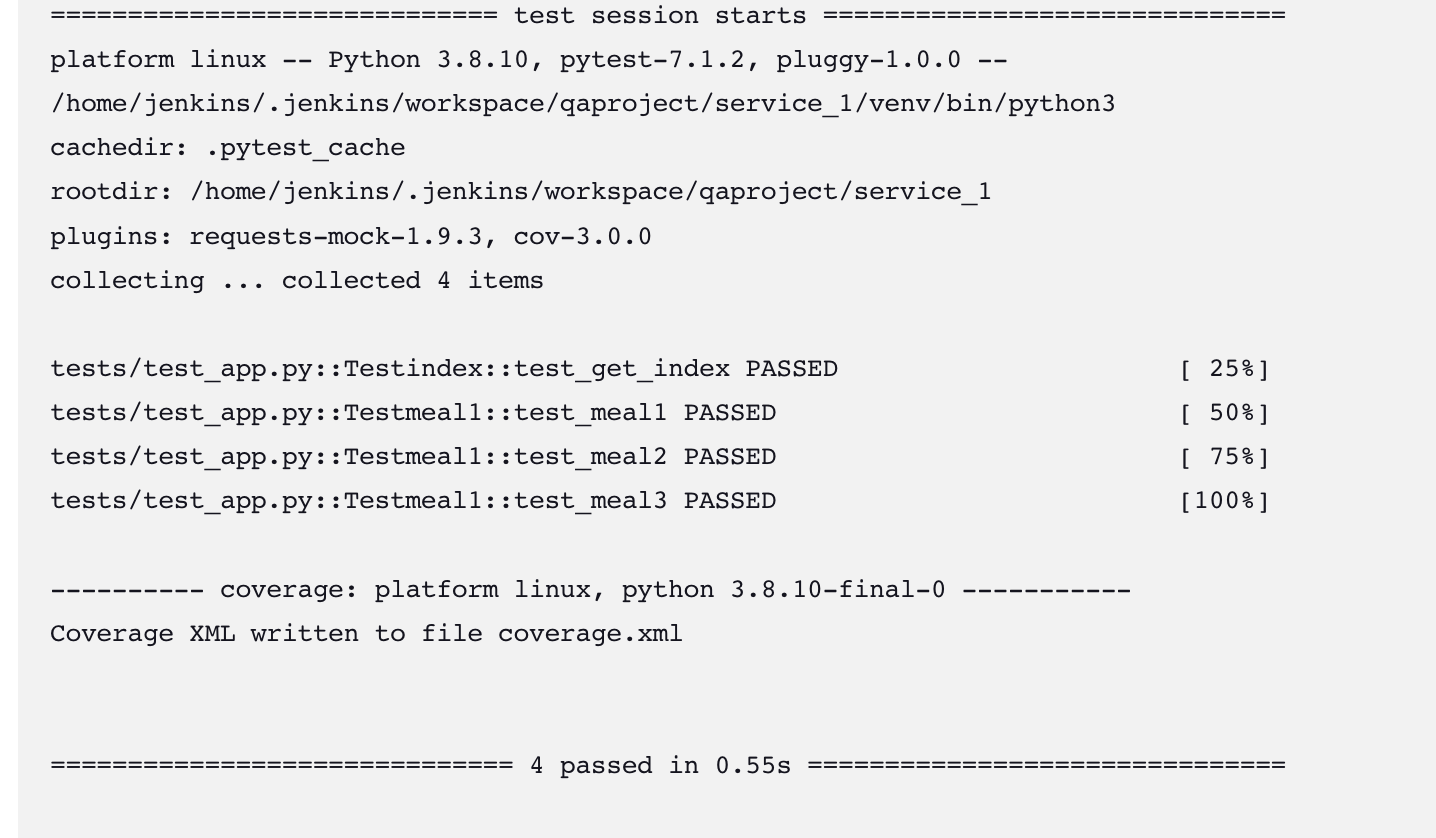 ============================= test session starts ==============================
platform linux -- Python 3.8.10, pytest-7.1.2, pluggy-1.0.0 --
/home/jenkins/.jenkins/workspace/qaproject/service_1/venv/bin/python3
cachedir: .pytest_cache
rootdir: /home/jenkins/.jenkins/workspace/qaproject/service_1
plugins: requests-mock-1.9.3, cov-3.0.0
collecting ... collected 4 items
tests/test_app.py::Testindex::test_get_index PASSED                      [ 25%]
tests/test_app.py::Testmeal1::test_meal1 PASSED                          [ 50%]
tests/test_app.py::Testmeal1::test_meal2 PASSED                          [ 75%]
tests/test_app.py::Testmeal1::test_meal3 PASSED                          [100%]
---------- coverage: platform linux, python 3.8.10-final-0 -----------
Coverage XML written to file coverage.xml
============================== 4 passed in 0.55s ===============================